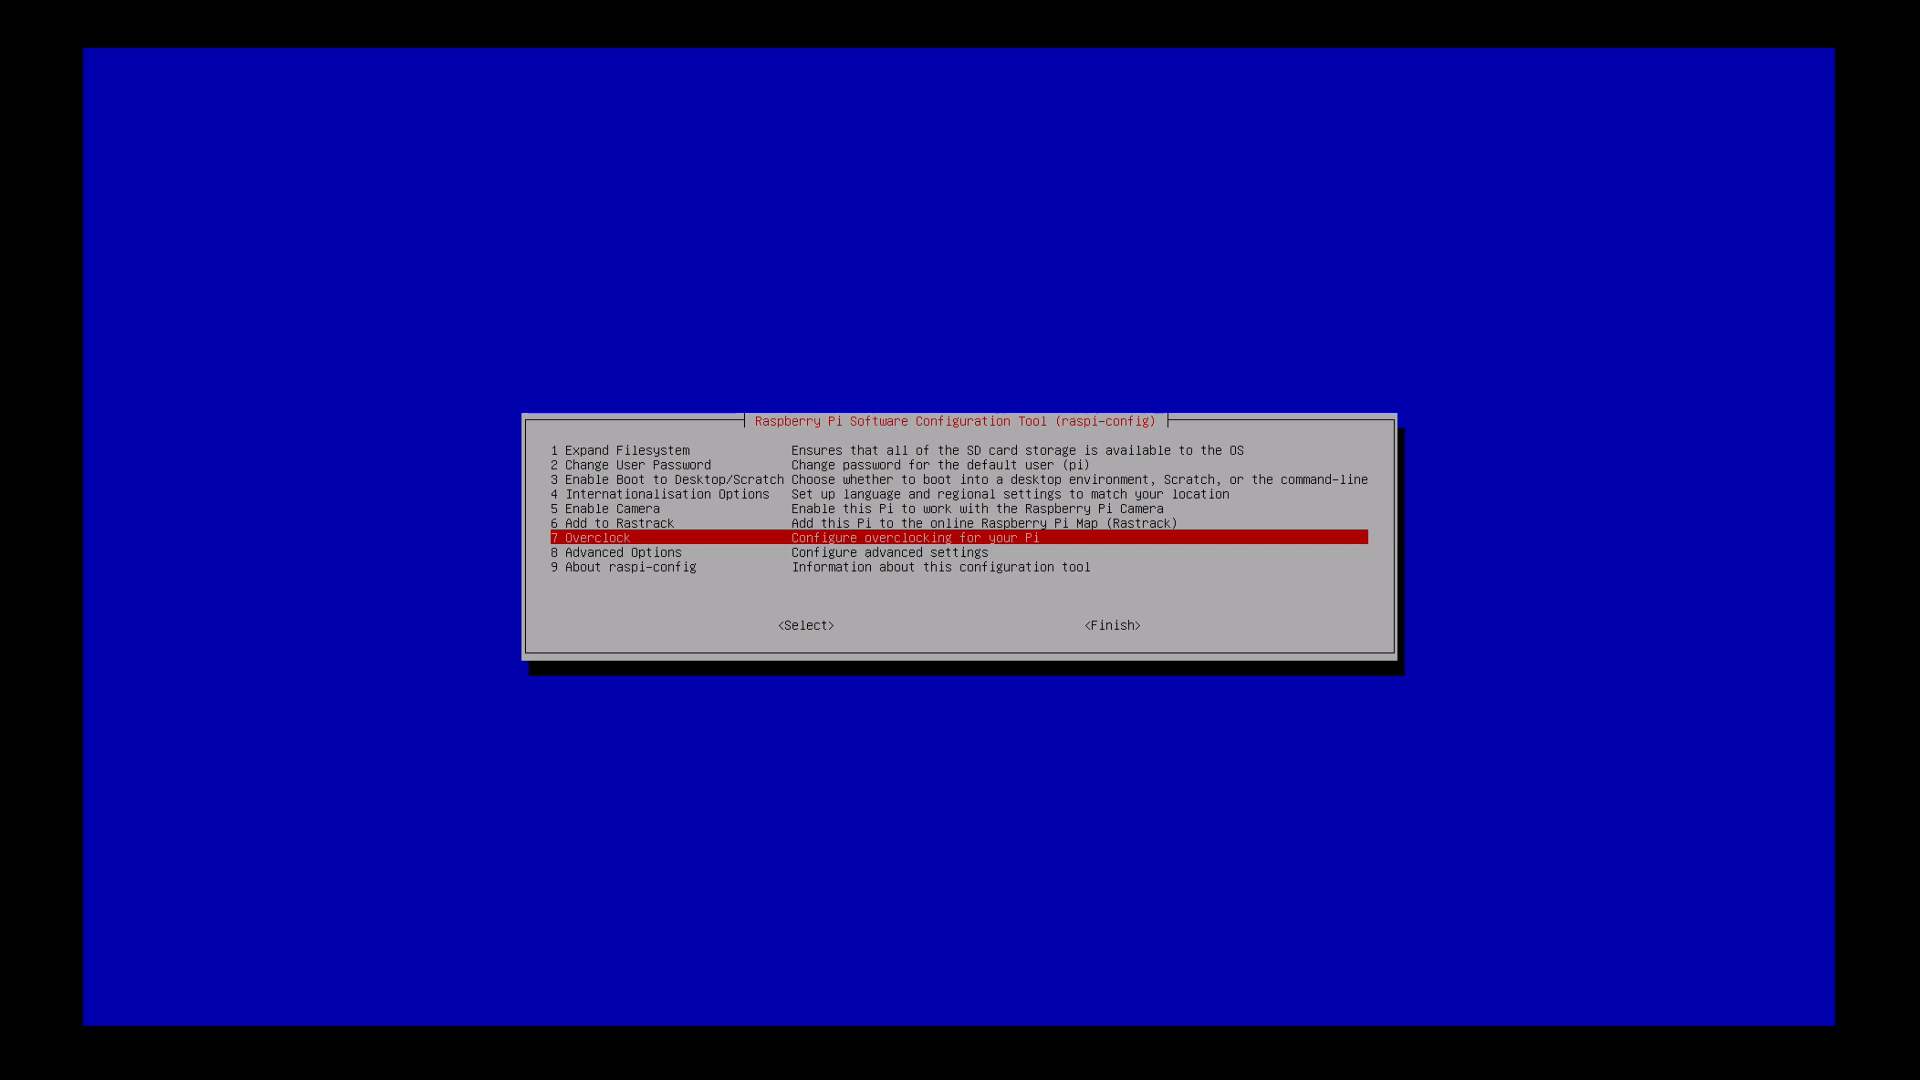 Raspberry Pi Software Configuration Tool (raspi-config)
1 Expand Filesystem Ensures that all of the SD card storage is available to the OS
2 Change User Password Change password for the default user (pi)
3 Enable Boot to Desktop/Scratch Choose whether to boot into a desktop environment, Scratch, or the command-line
4 Internationalisation Options Set up language and regional settings to match your location
5 Enable Camera Enable this Pi to work with the Raspberry Pi Camera
6 Add to Rastrack Add this Pi to the online Raspberry Pi Map (Rastrack)
7 Overclock Configure overclocking for your Pi
8 Advanced Options Configure advanced settings
9 About raspi-config Information about this configuration tool
<Select> <Finish>